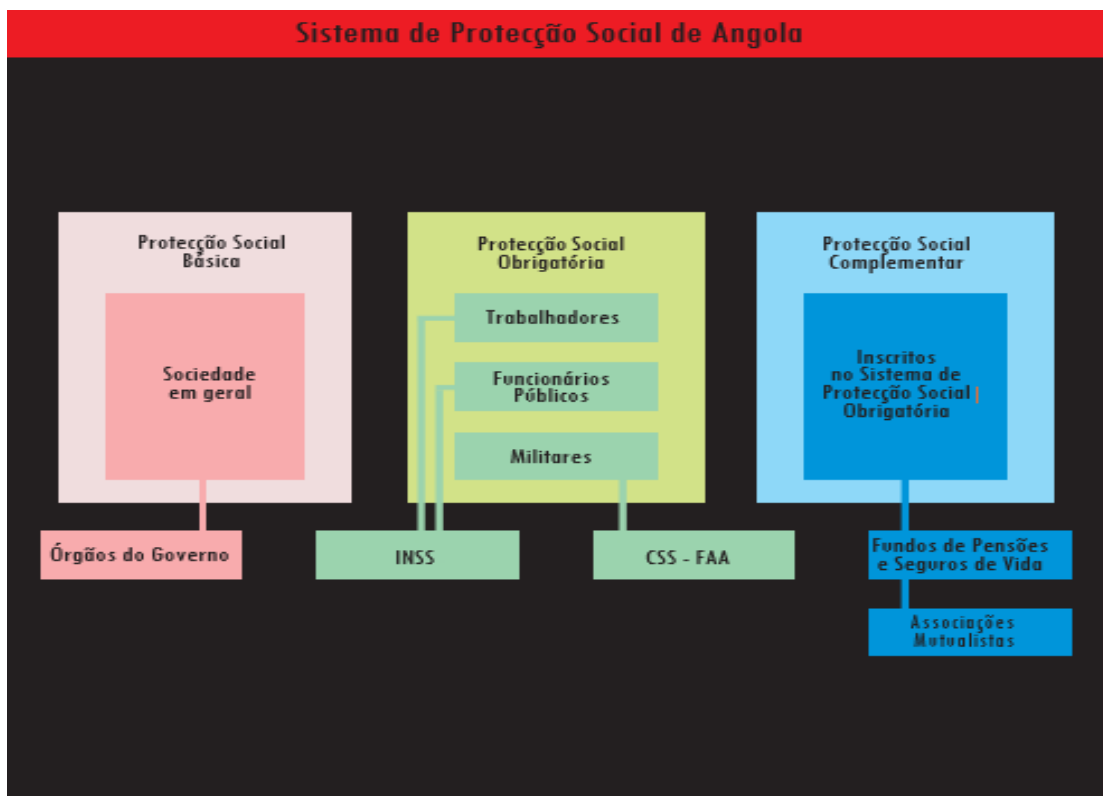 Sistema de Protecção Social de Angola
Protecção Social
Básica
Sociedade
em geral
Órgãos do Governo
Protecção Social
Obrigatória
Trabalhadores
Funcionários
Públicos
Militares
INSS
CSS - FAA
Protecção Social
Complementar
Inscritos
no Sistema de
Protecção Social
Obrigatória
Fundos de Pensões
e Seguros de Vida
Associações
Mutualistas